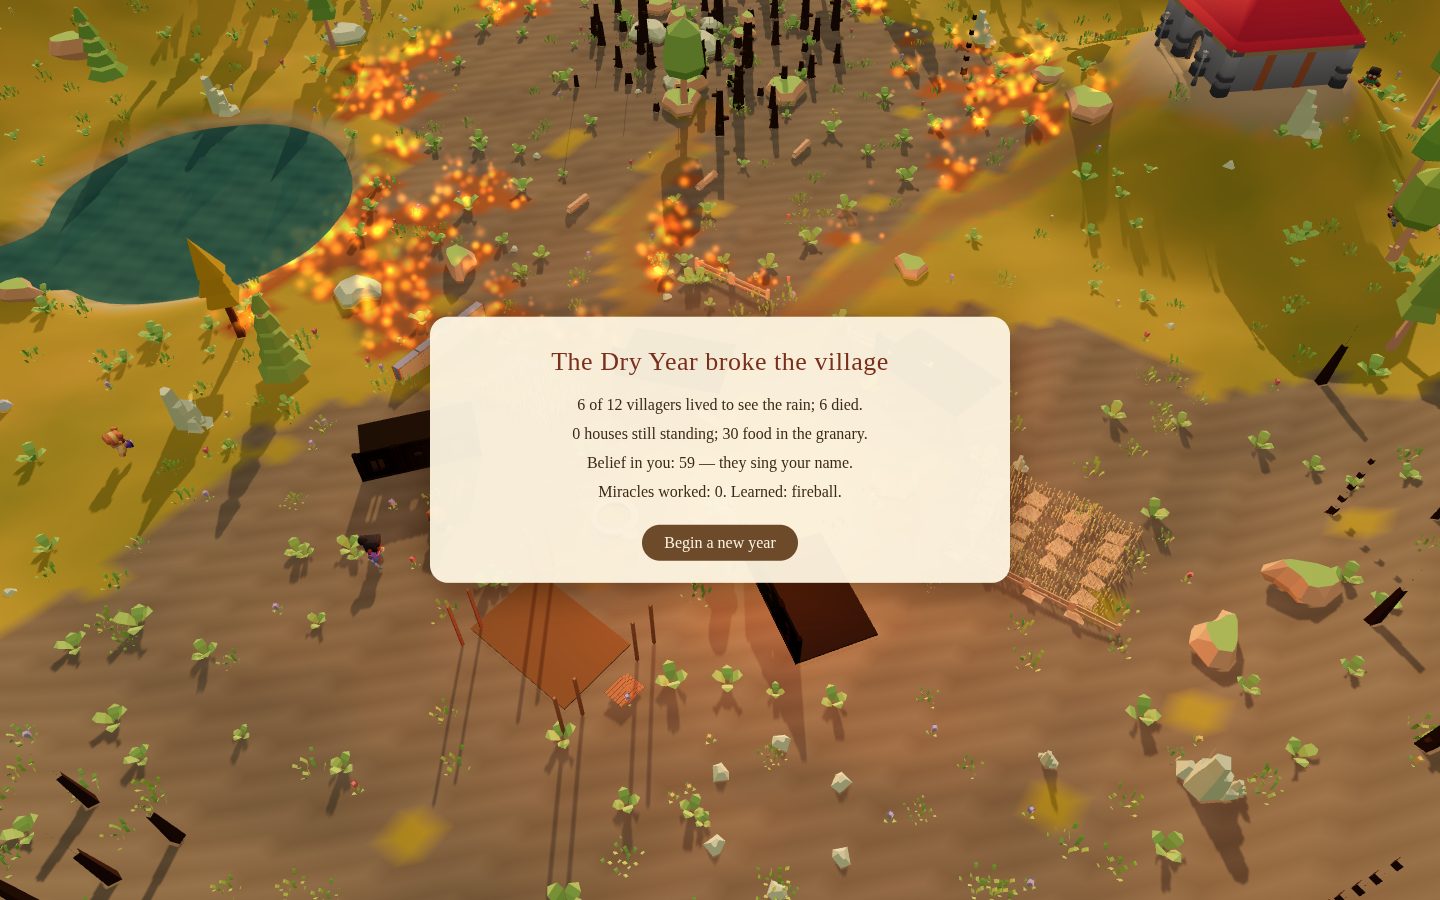 The Dry Year broke the village
6 of 12 villagers lived to see the rain; 6 died.
0 houses still standing; 30 food in the granary.
Belief in you: 59 — they sing your name.
Miracles worked: 0. Learned: fireball.
Begin a new year